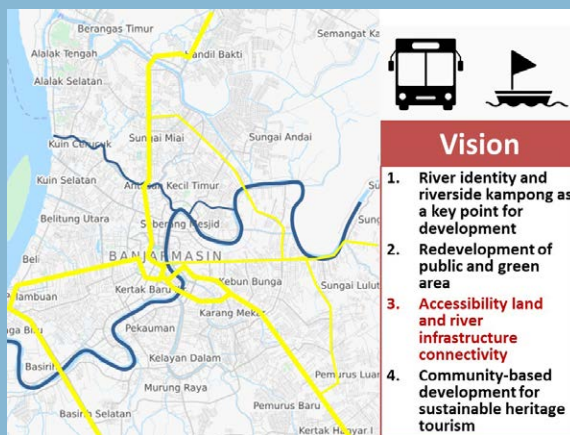 Berangas Timur
Semangat Ka
Alalak Tengah
Handil Bakti
Alalak Selatan
Sungai Miai
Sungai Andai
Kuin Cerucuk
Kuin Selatan
Kecil Timur
Belitung Utara
Seberang Mesjid
BANJARMASIN
Kebun Bunga
Sungai Lulut
Kertak Baru
Karang Mekar
Pekauman
Basirih
Kelayan Dalam
Pemurus Luar
Murung Raya
Pemurus Baru
Basirih Selatan
Kertak Hanyar I
Vision
1. River identity and
riverside kampong as
a key point for
development
2. Redevelopment of
public and green
area
3. Accessibility land
and river
infrastructure
connectivity
4. Community-based
development for
sustainable heritage
tourism